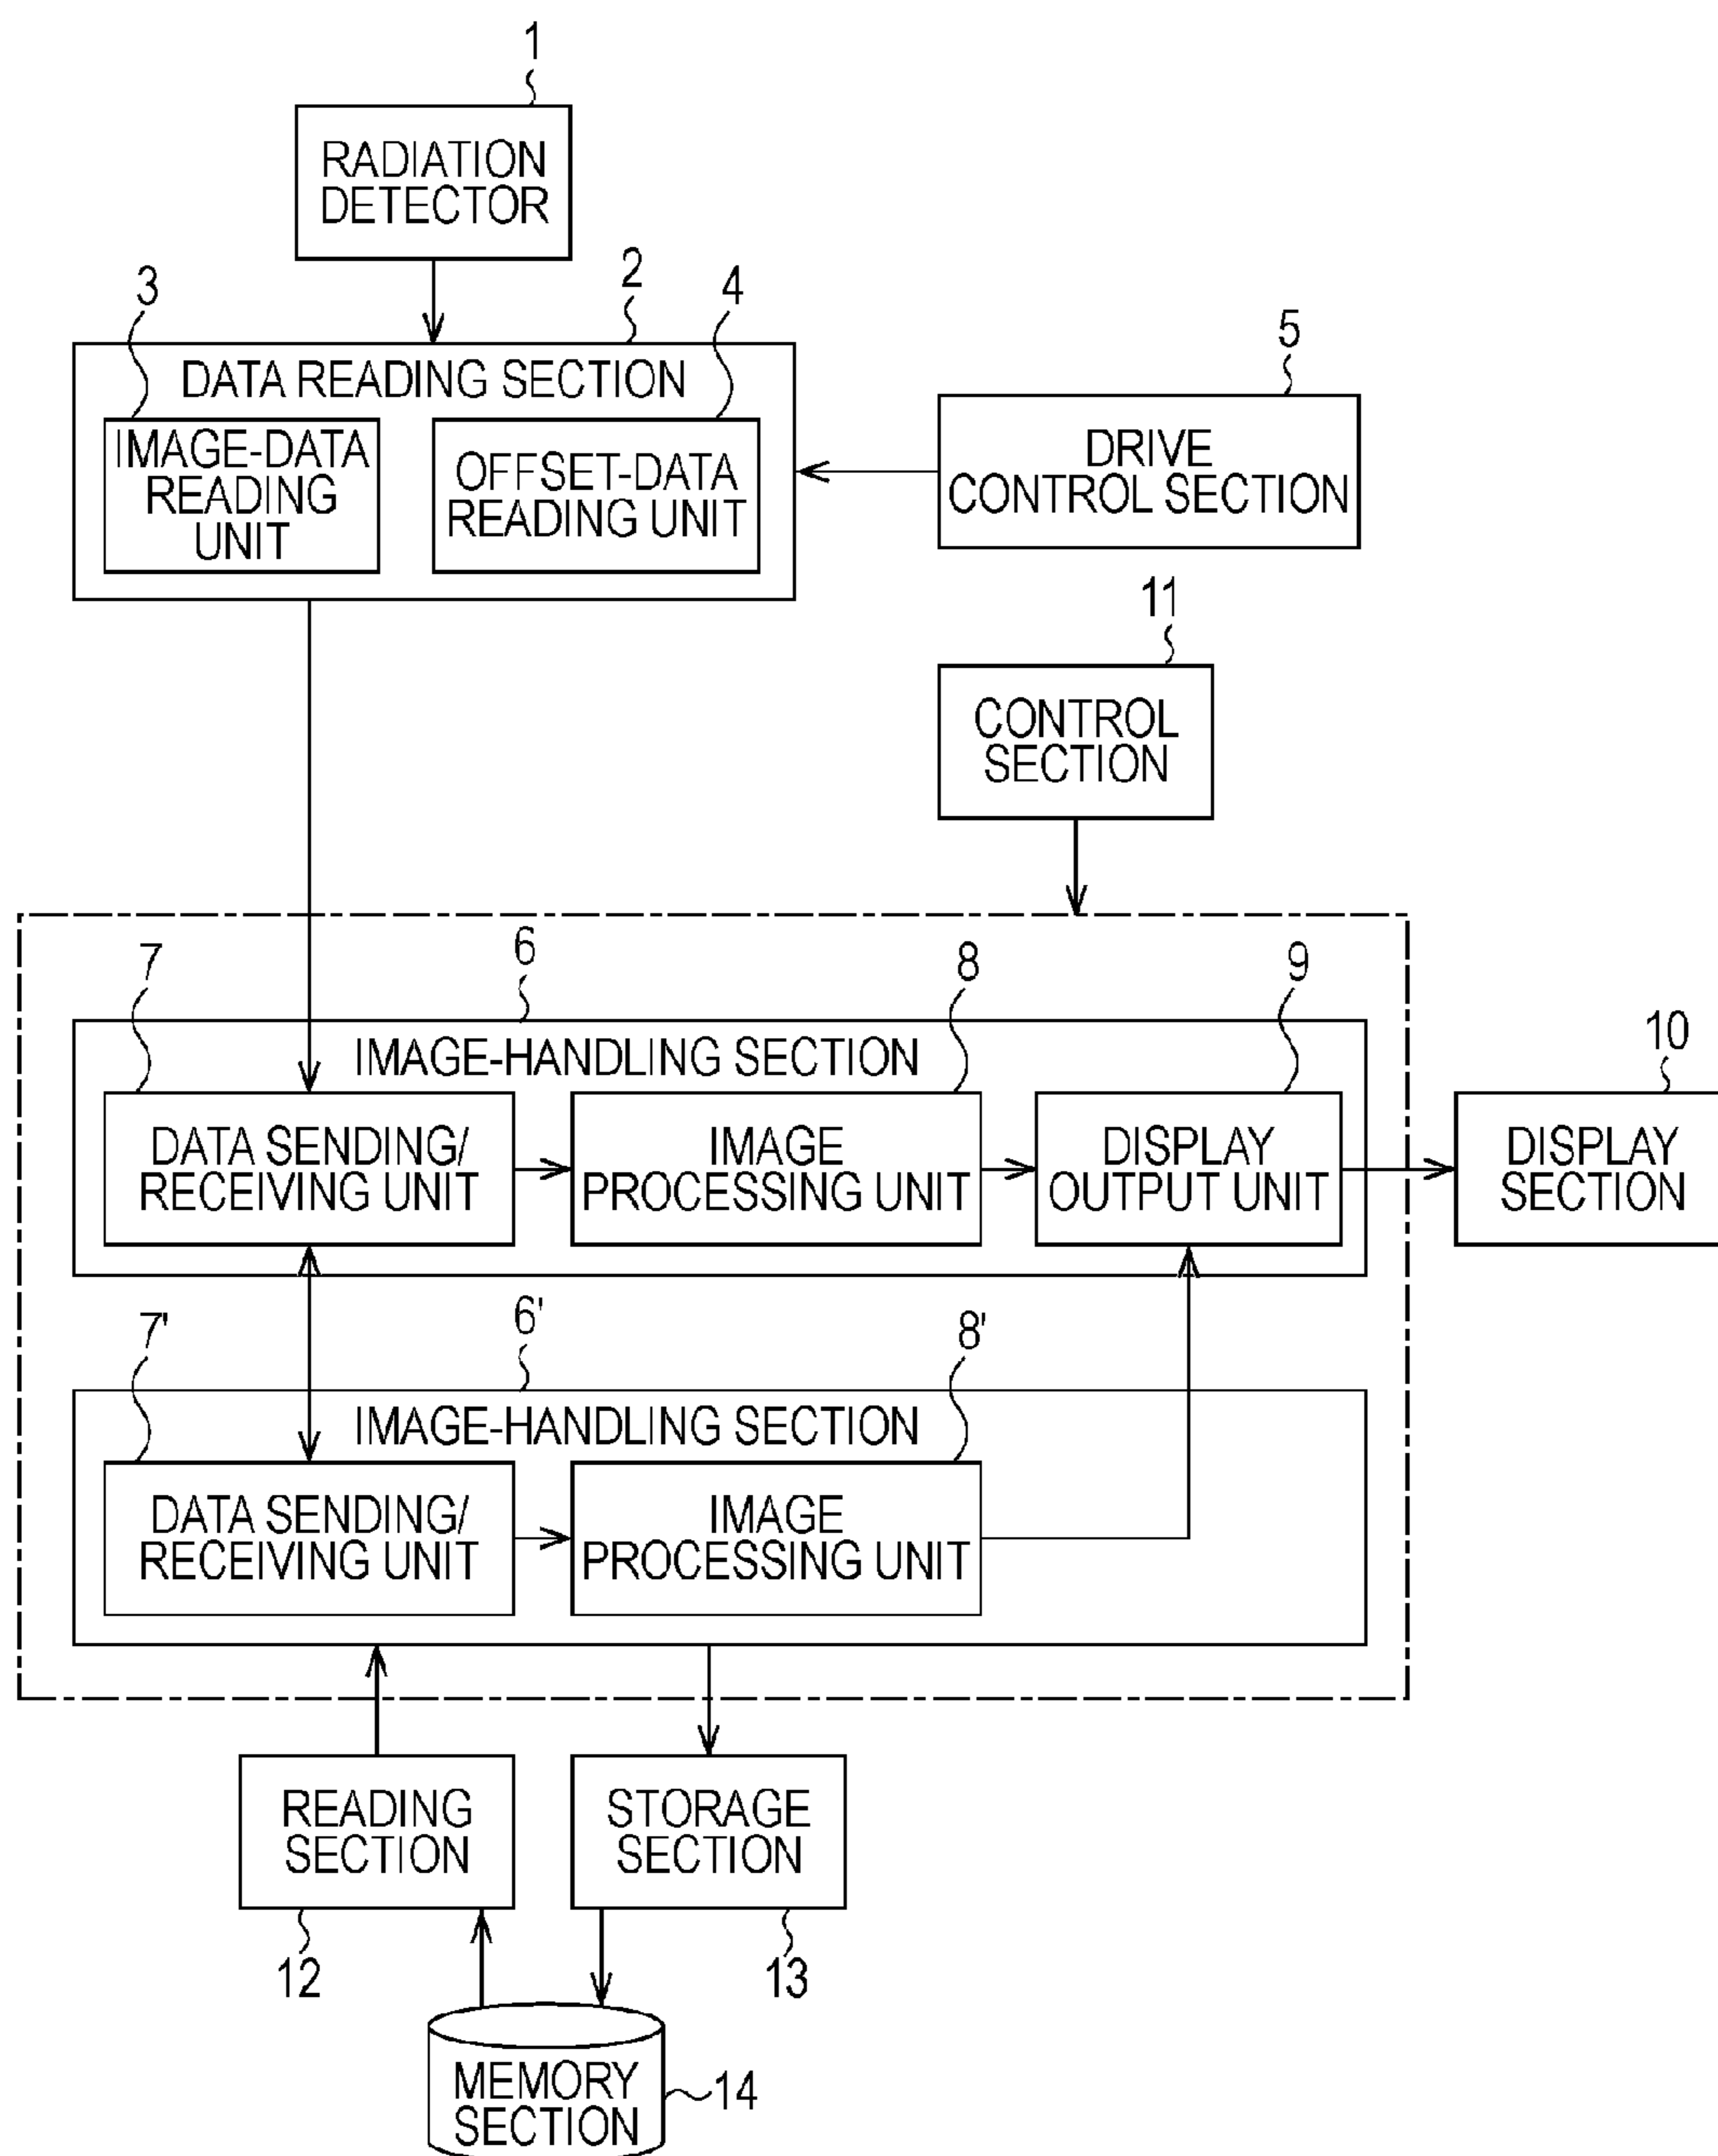 1
RADIATION
DETECTOR
3
2
4
DATA READING SECTION
IMAGE-DATA
READING
UNIT
OFFSET-DATA
READING UNIT
5
DRIVE
CONTROL SECTION
11
CONTROL
SECTION
7
6
8
9
IMAGE-HANDLING SECTION
DATA SENDING/
RECEIVING UNIT
IMAGE
PROCESSING UNIT
DISPLAY
OUTPUT UNIT
10
DISPLAY
SECTION
7'
6'
8'
IMAGE-HANDLING SECTION
DATA SENDING/
RECEIVING UNIT
IMAGE
PROCESSING UNIT
READING
SECTION
12
STORAGE
SECTION
13
MEMORY
SECTION
14